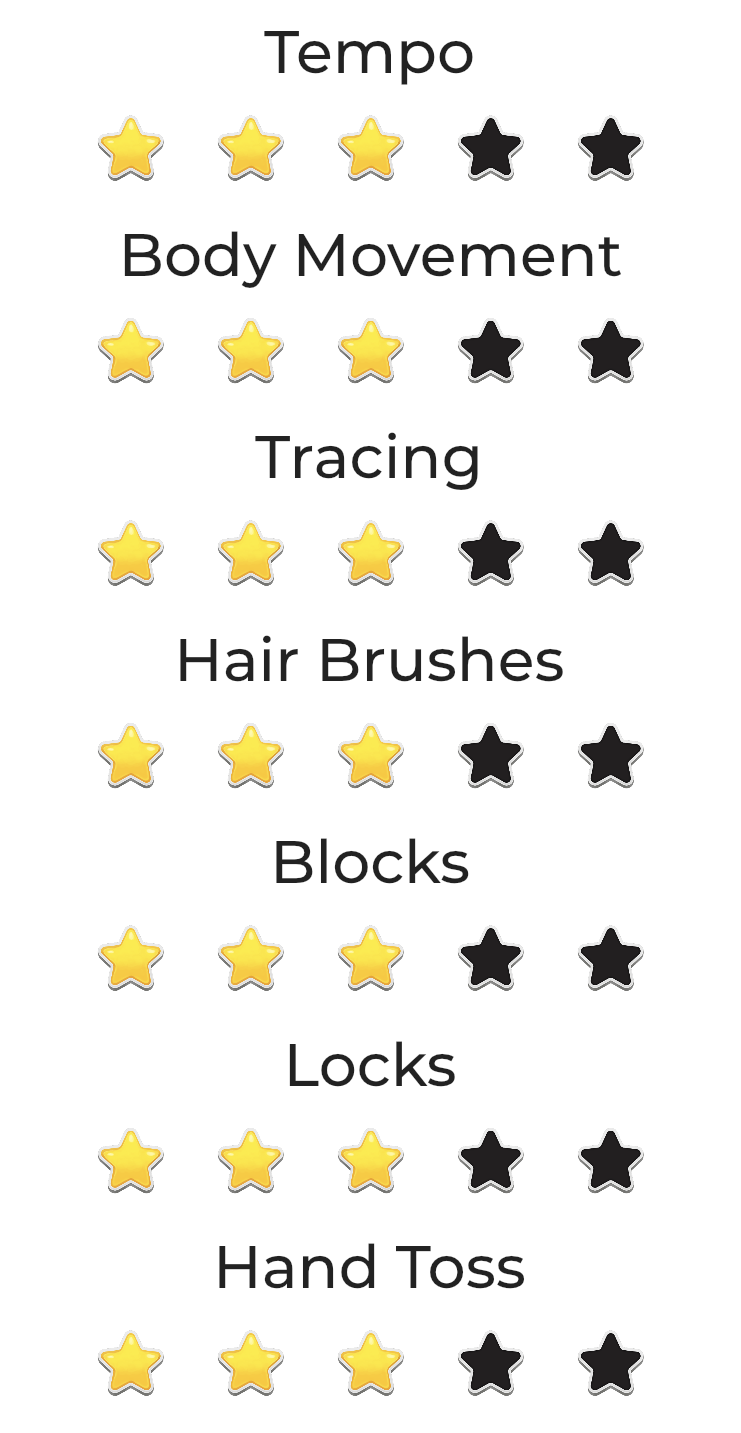 Tempo
Body Movement
Tracing
Hair Brushes
Blocks
Locks
Hand Toss